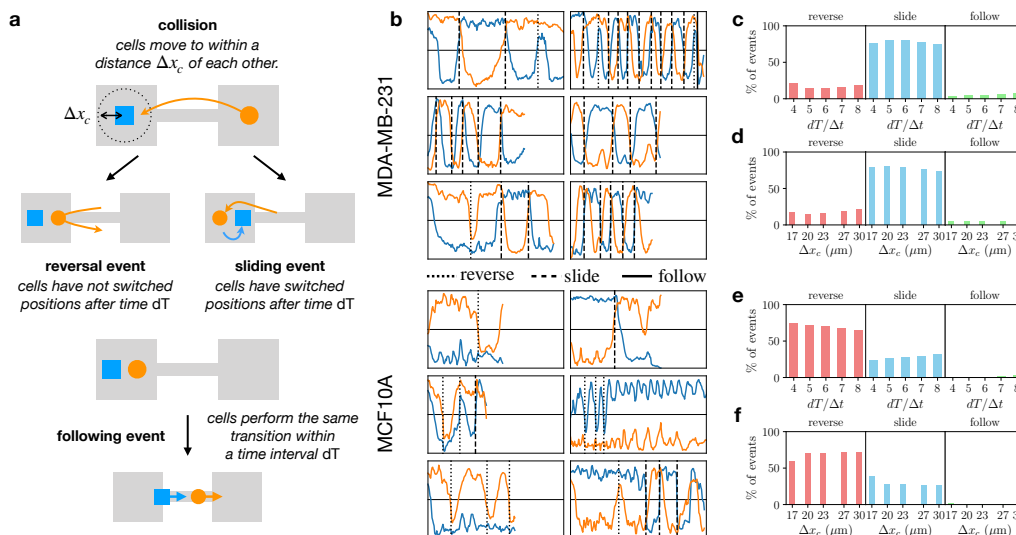 a
collision
cells move to within a
distance Δx_c of each other.
Δx_c
reversal event
cells have not switched
positions after time dT
sliding event
cells have switched
positions after time dT
following event
cells perform the same
transition within
a time interval dT
b
MDA-MB-231
reverse slide follow
MCF10A
c
reverse slide follow
% of events
100
50
0
4 5 6 7 8 4 5 6 7 8 4 5 6 7 8
dT/Δt dT/Δt dT/Δt
d
% of events
100
50
0
17 20 23 27 30 17 20 23 27 30 17 20 23 27
Δx_c (μm) Δx_c (μm) Δx_c (μm)
e
reverse slide follow
% of events
100
50
0
4 5 6 7 8 4 5 6 7 8 4 5 6 7 8
dT/Δt dT/Δt dT/Δt
f
% of events
100
50
0
17 20 23 27 30 17 20 23 27 30 17 20 23 27
Δx_c (μm) Δx_c (μm) Δx_c (μm)